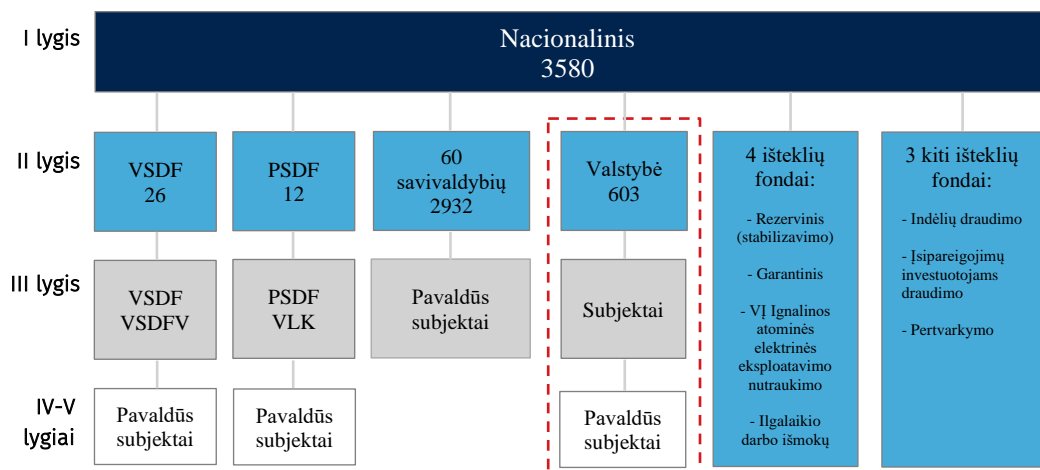 I lygis
Nacionalinis
3580
II lygis
VSDF
26
PSDF
12
60
savivaldybių
2932
Valstybė
603
4 išteklių
fondai:
- Rezervinis
(stabilizavimo)
- Garantinis
- VĮ Ignalinos
atominės
elektrinės
eksploatavimo
nutraukimo
- Ilgalaikio
darbo išmokų
3 kiti išteklių
fondai:
- Indėlių draudimo
- Įsipareigojimų
investuotojams
draudimo
- Pertvarkymo
III lygis
VSDF
VSDFV
PSDF
VLK
Pavaldūs
subjektai
Subjektai
IV-V
lygiai
Pavaldūs
subjektai
Pavaldūs
subjektai
Pavaldūs
subjektai